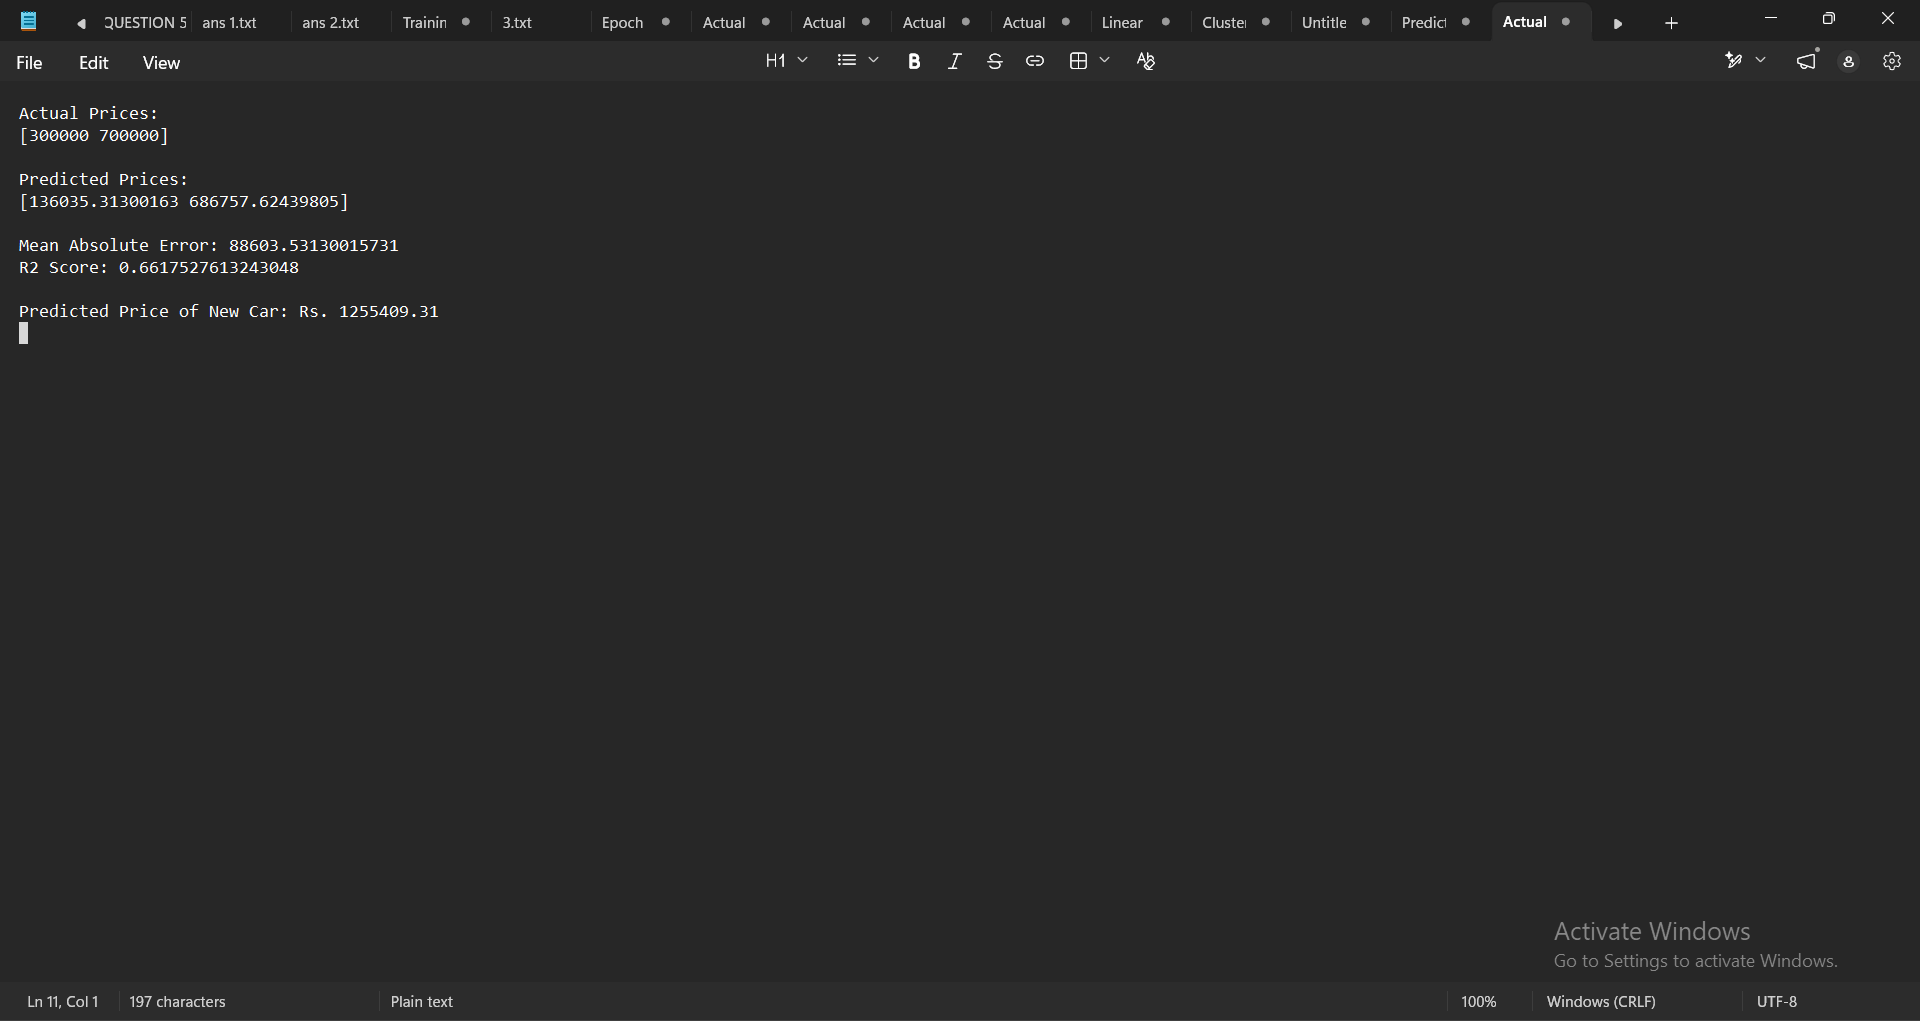 QUESTION 5 ans 1.txt ans 2.txt Trainin 3.txt Epoch Actual Actual Actual Actual Linear Cluste Untitle Predic Actual
File Edit View H1
Actual Prices:
[300000 700000]
Predicted Prices:
[136035.31300163 686757.62439805]
Mean Absolute Error: 88603.53130015731
R2 Score: 0.6617527613243048
Predicted Price of New Car: Rs. 1255409.31
Activate Windows
Go to Settings to activate Windows.
Ln 11, Col 1 197 characters Plain text 100% Windows (CRLF) UTF-8